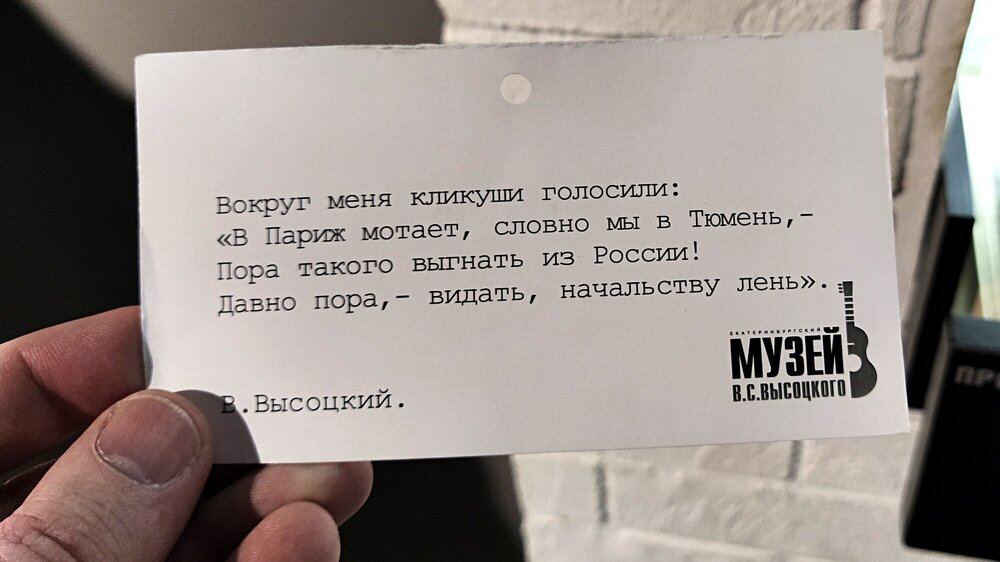 Вокруг меня кликуши голосили:
«В Париж мотает, словно мы в Тюмень,-
Пора такого выгнать из России!
Давно пора,- видать, начальству лень».
В.Высоцкий.
ЕКАТЕРИНБУРГСКИЙ
МУЗЕЙ
В.С.ВЫСОЦКОГО